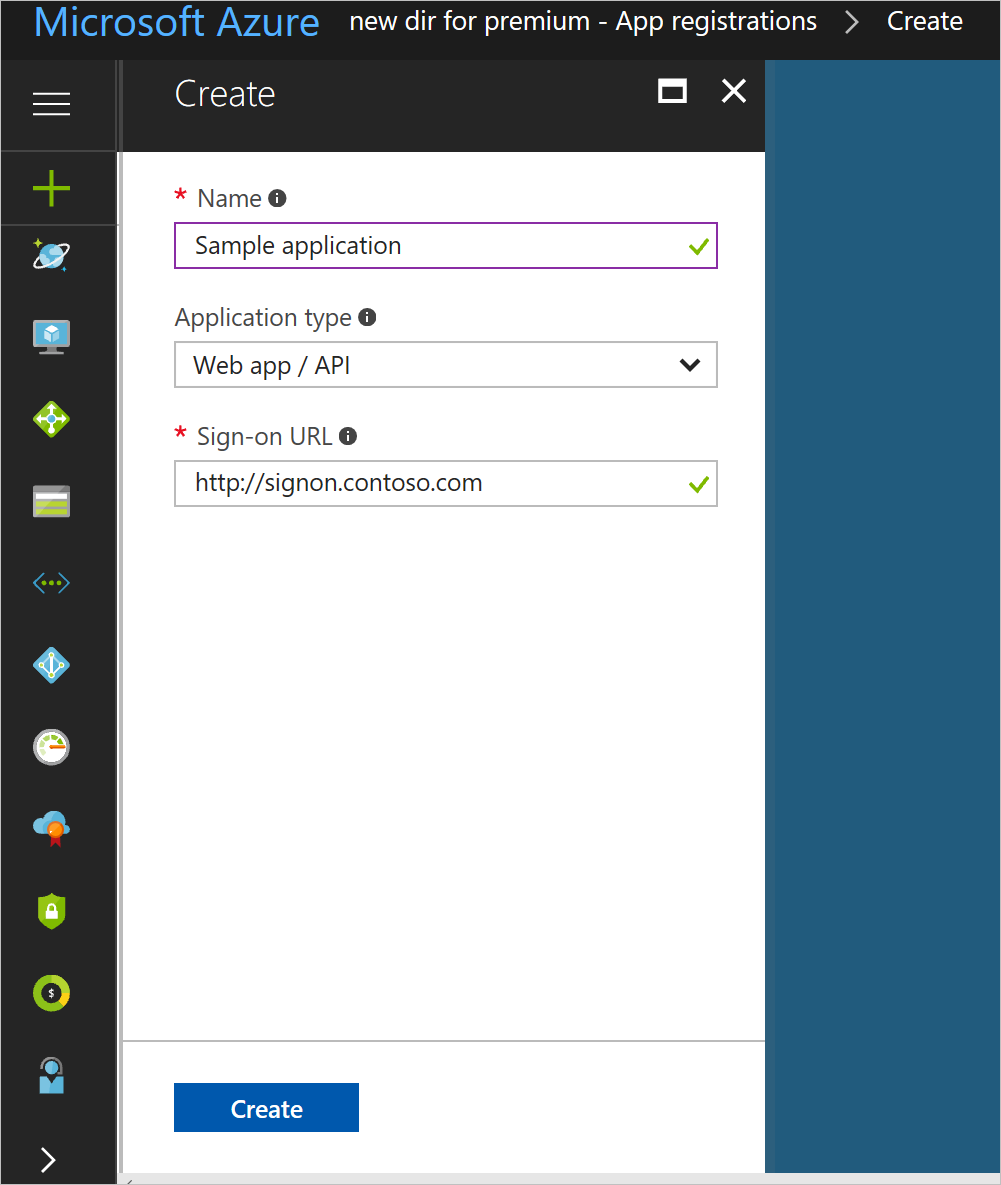 Microsoft Azure new dir for premium - App registrations > Create
Create
* Name
Sample application
Application type
Web app / API
* Sign-on URL
http://signon.contoso.com
$
Create